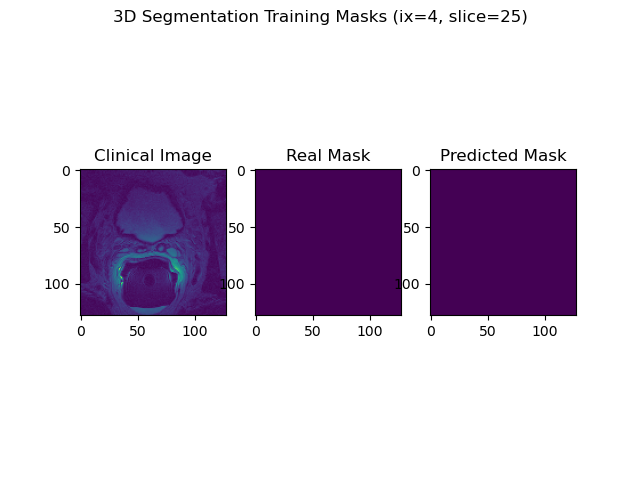 3D Segmentation Training Masks (ix=4, slice=25)
Clinical Image Real Mask Predicted Mask
0 0 0
50 50 50
100 100 100
0 50 100 0 50 100 0 50 100